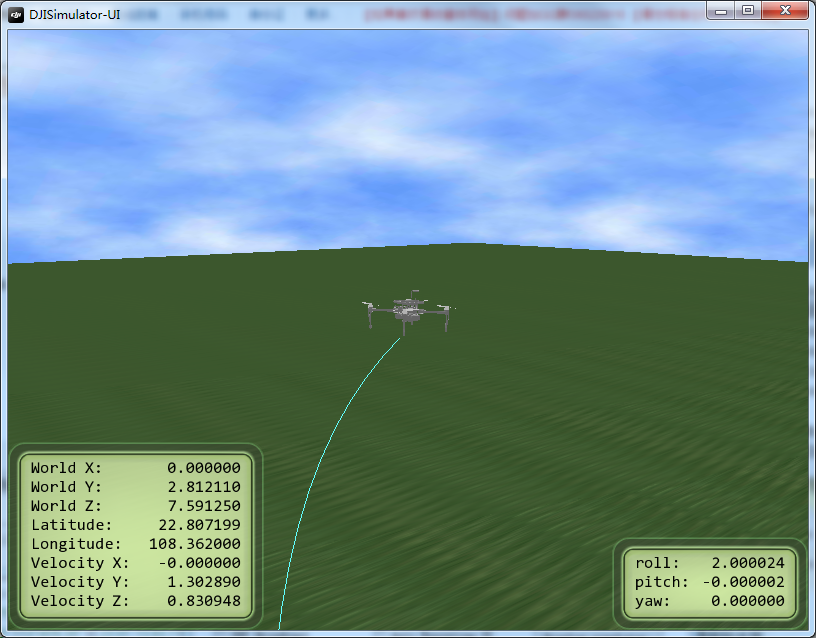 DJISimulator-UI
World X: 0.000000
World Y: 2.812110
World Z: 7.591250
Latitude: 22.807199
Longitude: 108.362000
Velocity X: -0.000000
Velocity Y: 1.302890
Velocity Z: 0.830948
roll: 2.000024
pitch: -0.000002
yaw: 0.000000